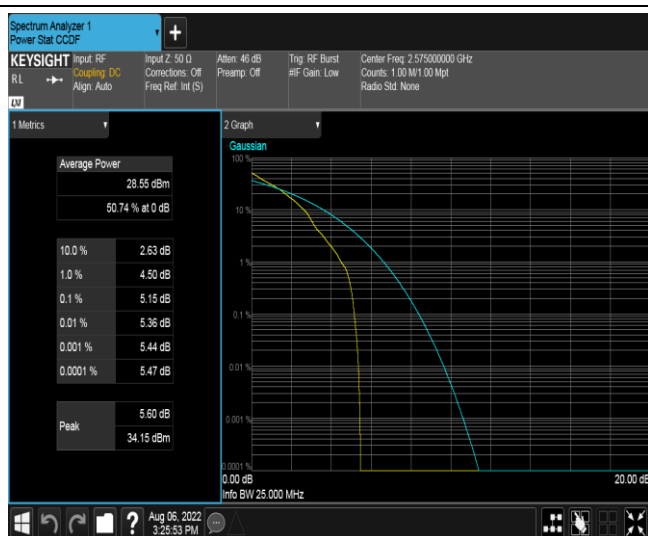 Spectrum Analyzer 1
Power Stat CCDF
+
KEYSIGHT
RL
LXI
Input: RF
Coupling: DC
Align: Auto
Input Z: 50 Ω
Corrections: Off
Freq Ref: Int (S)
Atten: 46 dB
Preamp: Off
Trig: RF Burst
#IF Gain: Low
Center Freq: 2.575000000 GHz
Counts: 1.00 M/1.00 Mpt
Radio Std: None
1 Metrics
Average Power
28.55 dBm
50.74 % at 0 dB
10.0 % 2.63 dB
1.0 % 4.50 dB
0.1 % 5.15 dB
0.01 % 5.36 dB
0.001 % 5.44 dB
0.0001 % 5.47 dB
Peak
5.60 dB
34.15 dBm
2 Graph
Gaussian
100 %
10 %
1 %
0.1 %
0.01 %
0.001 %
0.0001 %
0.00 dB
20.00 dB
Info BW 25.000 MHz
?
Aug 06, 2022
3:25:53 PM